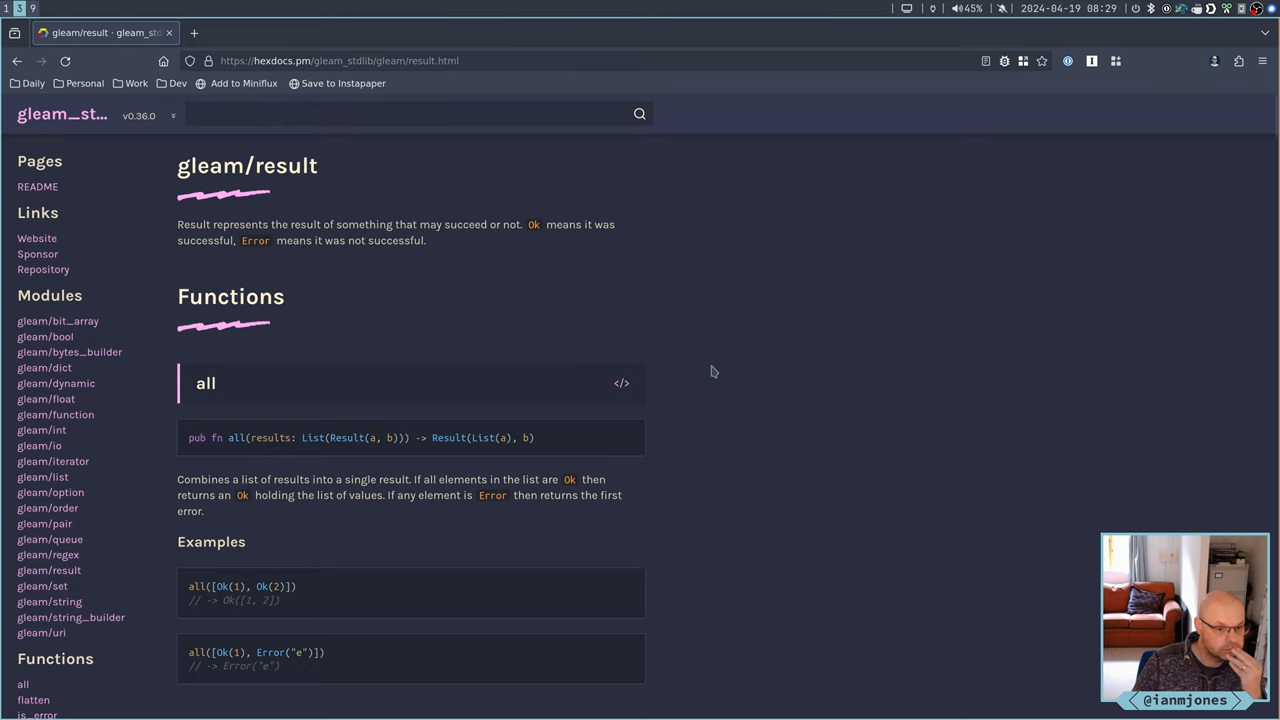 1 3 9
45%
2024-04-19 08:29
gleam/result · gleam_std
https://hexdocs.pm/gleam_stdlib/gleam/result.html
Daily
Personal
Work
Dev
Add to Miniflux
Save to Instapaper
gleam_st...
v0.36.0
Pages
README
Links
Website
Sponsor
Repository
Modules
gleam/bit_array
gleam/bool
gleam/bytes_builder
gleam/dict
gleam/dynamic
gleam/float
gleam/function
gleam/int
gleam/io
gleam/iterator
gleam/list
gleam/option
gleam/order
gleam/pair
gleam/queue
gleam/regex
gleam/result
gleam/set
gleam/string
gleam/string_builder
gleam/uri
Functions
all
flatten
is_error
gleam/result
Result represents the result of something that may succeed or not. Ok means it was
successful, Error means it was not successful.
Functions
all
</>
pub fn all(results: List(Result(a, b))) -> Result(List(a), b)
Combines a list of results into a single result. If all elements in the list are Ok then
returns an Ok holding the list of values. If any element is Error then returns the first
error.
Examples
all([Ok(1), Ok(2)])
// -> Ok([1, 2])
all([Ok(1), Error("e")])
// -> Error("e")
@ianmjones